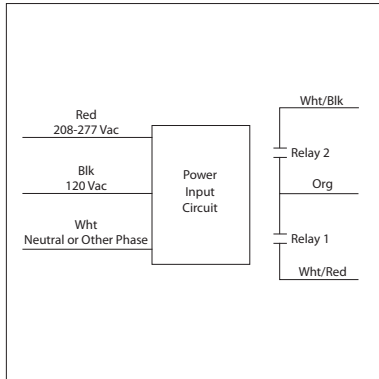 Red
208-277 Vac
Blk
120 Vac
Wht
Neutral or Other Phase
Power
Input
Circuit
Wht/Blk
Relay 2
Org
Relay 1
Wht/Red